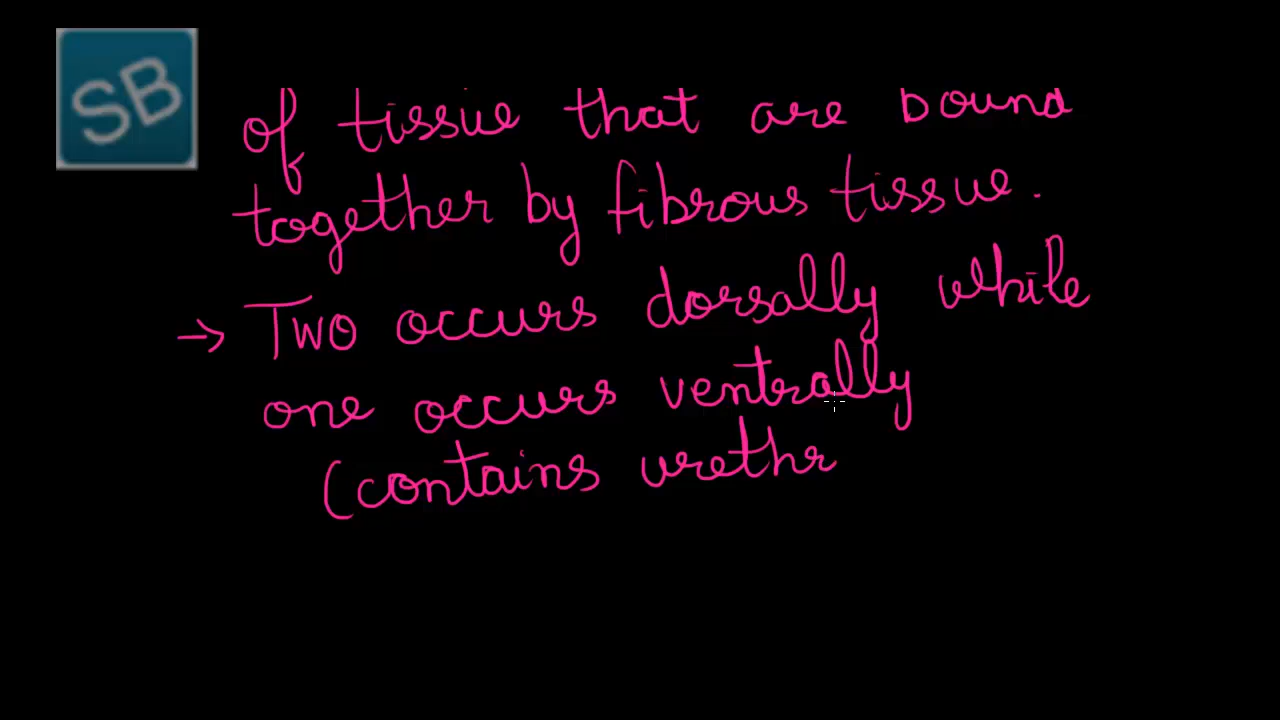 SB
of tissue that are bound
together by fibrous tissue.
→ Two occurs dorsally while
one occurs ventrally
(contains urethr